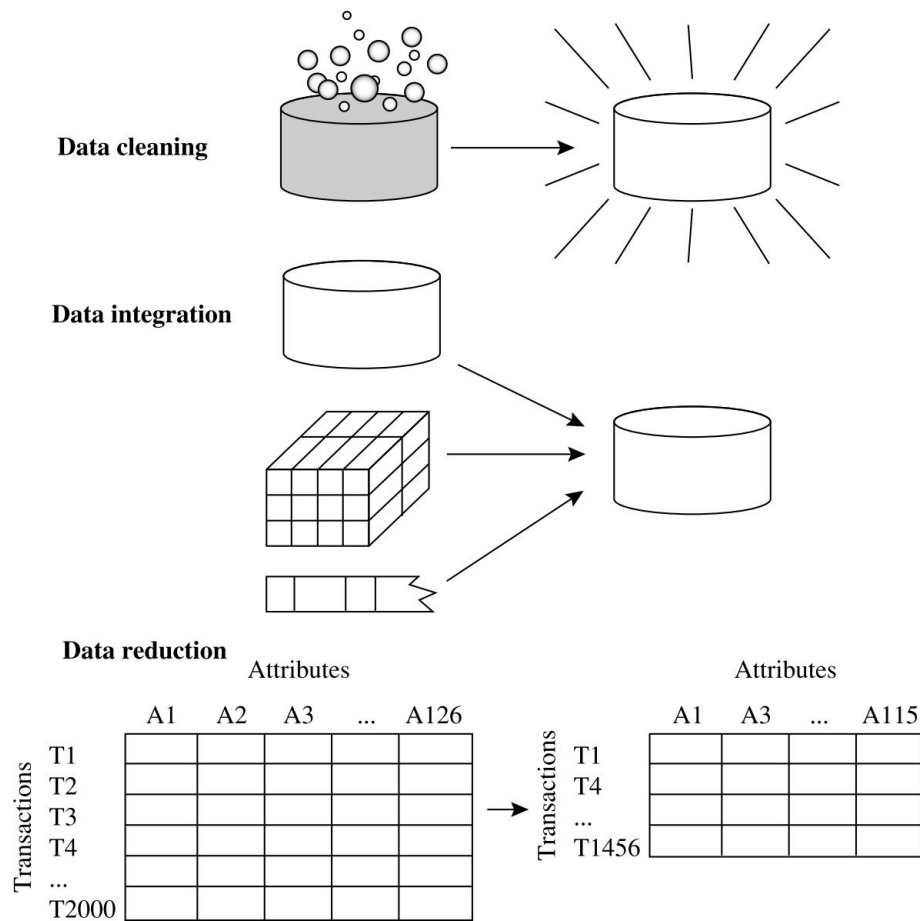 Data cleaning
Data integration
Data reduction
Attributes
A1 A2 A3 ... A126
Transactions
T1
T2
T3
T4
...
T2000
Attributes
A1 A3 ... A115
Transactions
T1
T4
...
T1456